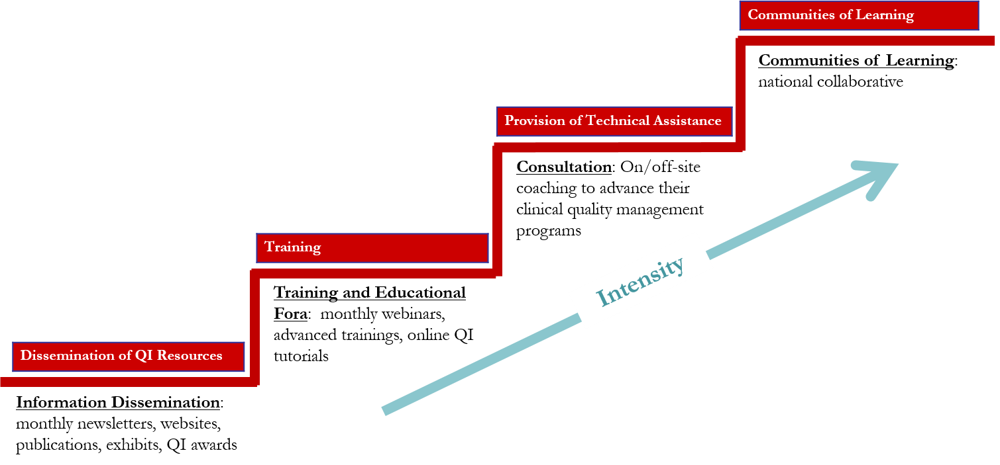 Communities of Learning
Communities of Learning:
national collaborative
Provision of Technical Assistance
Consultation: On/off-site
coaching to advance their
clinical quality management
programs
Training
Training and Educational
Fora: monthly webinars,
advanced trainings, online QI
tutorials
Intensity
Dissemination of QI Resources
Information Dissemination:
monthly newsletters, websites,
publications, exhibits, QI awards